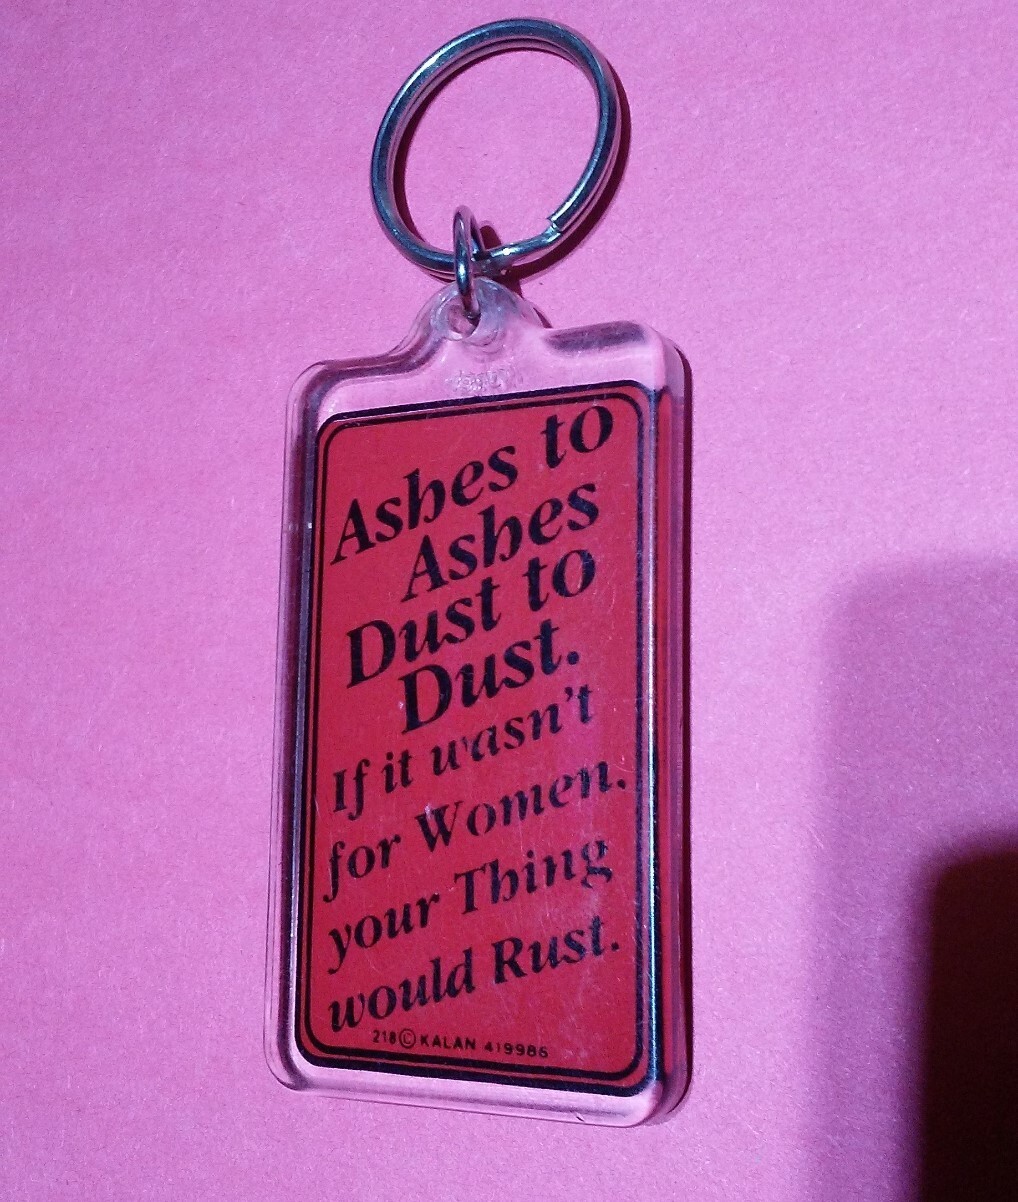 Ashes to
Ashes
Dust to
Dust.
If it wasn't
for Women.
your Thing
would Rust.
218 © KALAN 419986